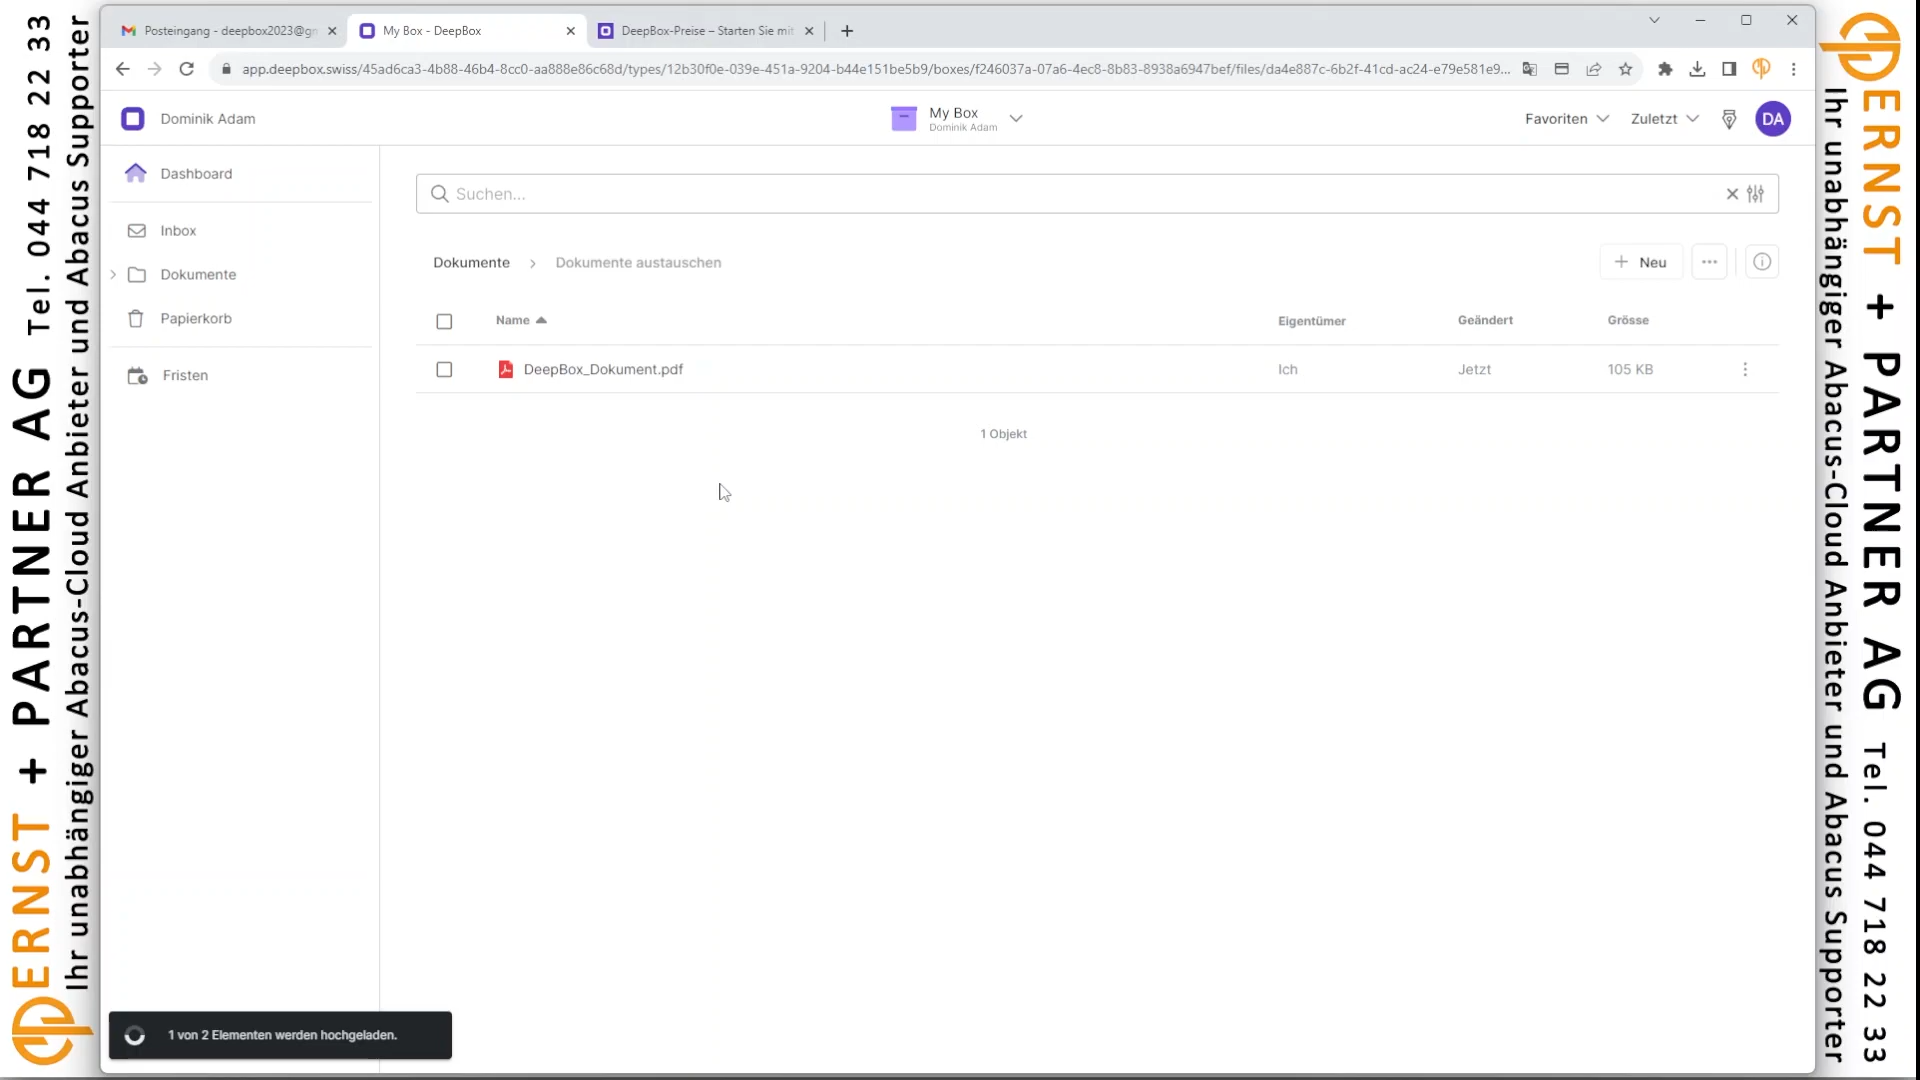 ERNST + PARTNER AG Tel. 044 718 22 33
Ihr unabhängiger Abacus-Cloud Anbieter und Abacus Supporter
Posteingang - deepbox2023@gm
My Box - DeepBox
DeepBox-Preise – Starten Sie mit
app.deepbox.swiss/45ad6ca3-4b88-46b4-8cc0-aa888e86c68d/types/12b30f0e-039e-451a-9204-b44e151be5b9/boxes/f246037a-07a6-4ec8-8b83-8938a6947bef/files/da4e887c-6b2f-41cd-ac24-e79e581e9...
Dominik Adam
My Box
Dominik Adam
Favoriten
Zuletzt
DA
Dashboard
Inbox
Dokumente
Papierkorb
Fristen
Suchen...
Dokumente > Dokumente austauschen
+ Neu
Name
Eigentümer
Geändert
Grösse
DeepBox_Dokument.pdf
Ich
Jetzt
105 KB
1 Objekt
1 von 2 Elementen werden hochgeladen.
ERNST + PARTNER AG Tel. 044 718 22 33
Ihr unabhängiger Abacus-Cloud Anbieter und Abacus Supporter